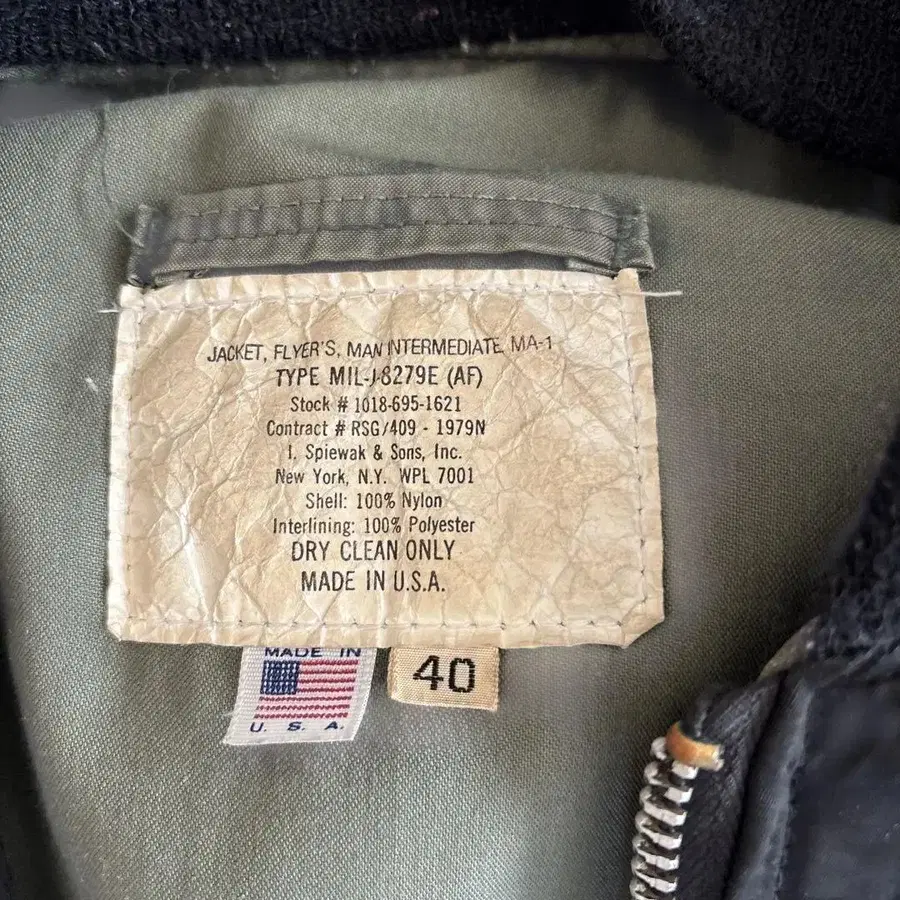 JACKET, FLYER'S, MAN INTERMEDIATE, MA-1
TYPE MIL-J-8279E (AF)
Stock # 1018-695-1621
Contract # RSG/409 - 1979N
I. Spiewak & Sons, Inc.
New York, N.Y. WPL 7001
Shell: 100% Nylon
Interlining: 100% Polyester
DRY CLEAN ONLY
MADE IN U.S.A.
MADE IN
U. S. A.
40